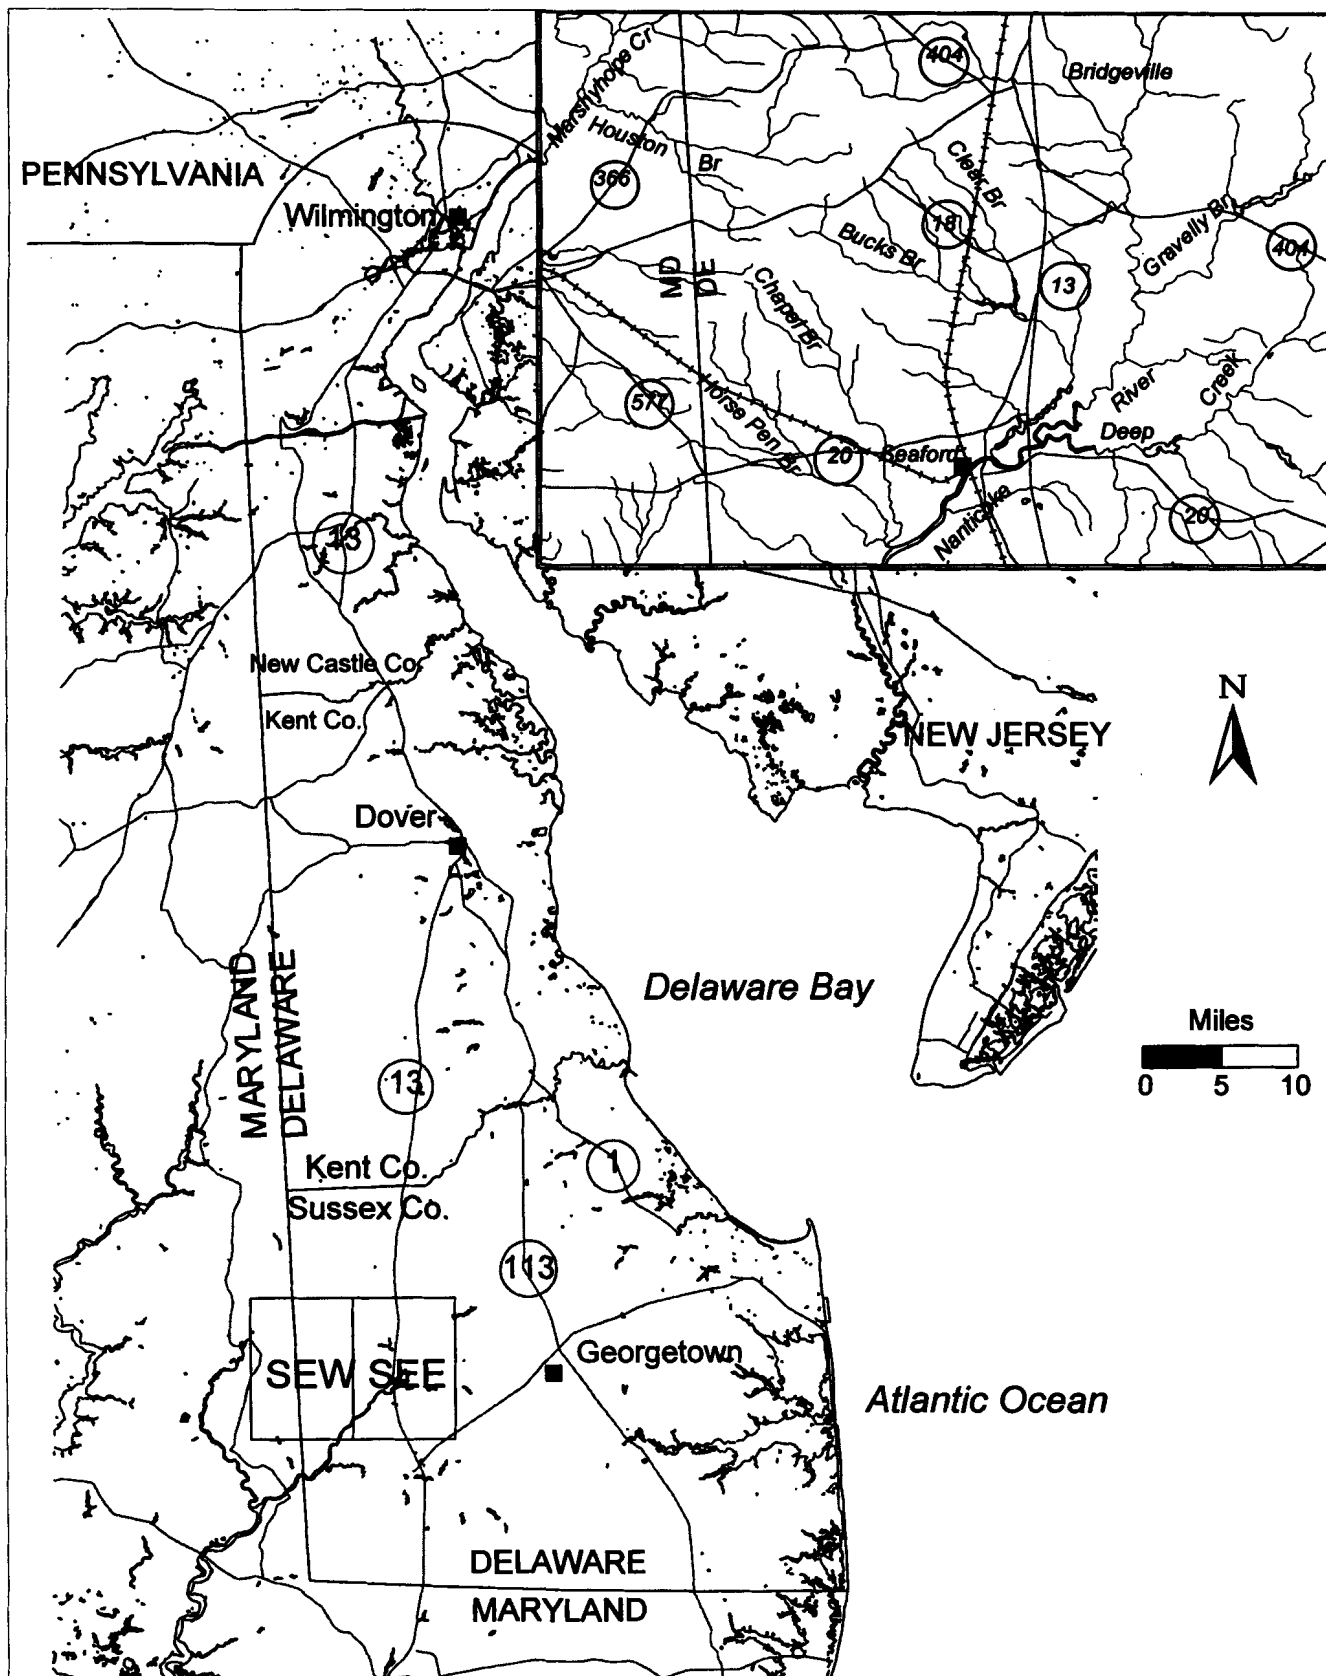 PENNSYLVANIA
Wilmington
13
New Castle Co.
Kent Co.
Dover
MARYLAND
DELAWARE
13
Kent Co.
Sussex Co.
1
113
SEW
SEE
Georgetown
DELAWARE
MARYLAND
Delaware Bay
Atlantic Ocean
NEW JERSEY
N
Miles
0 5 10
Marshyhope Cr
Houston Br
366
404
Bridgeville
Clear Br
18
Bucks Br
Gravelly Br
404
13
MD
DE
Chapel Br
577
Horse Pen Br
20
Seaford
Nanticoke
River
Deep
Creek
20